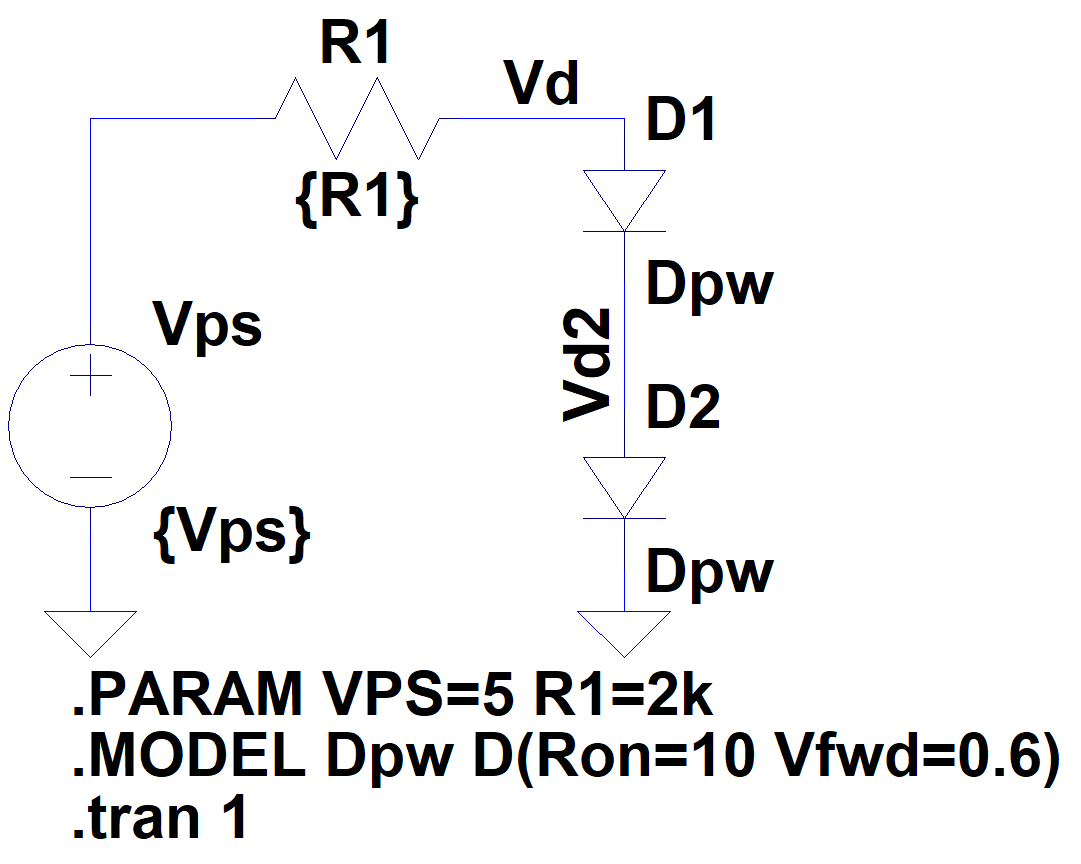 R1
Vd
D1
{R1}
Dpw
Vps
Vd2
D2
{Vps}
Dpw
.PARAM VPS=5 R1=2k
.MODEL Dpw D(Ron=10 Vfwd=0.6)
.tran 1